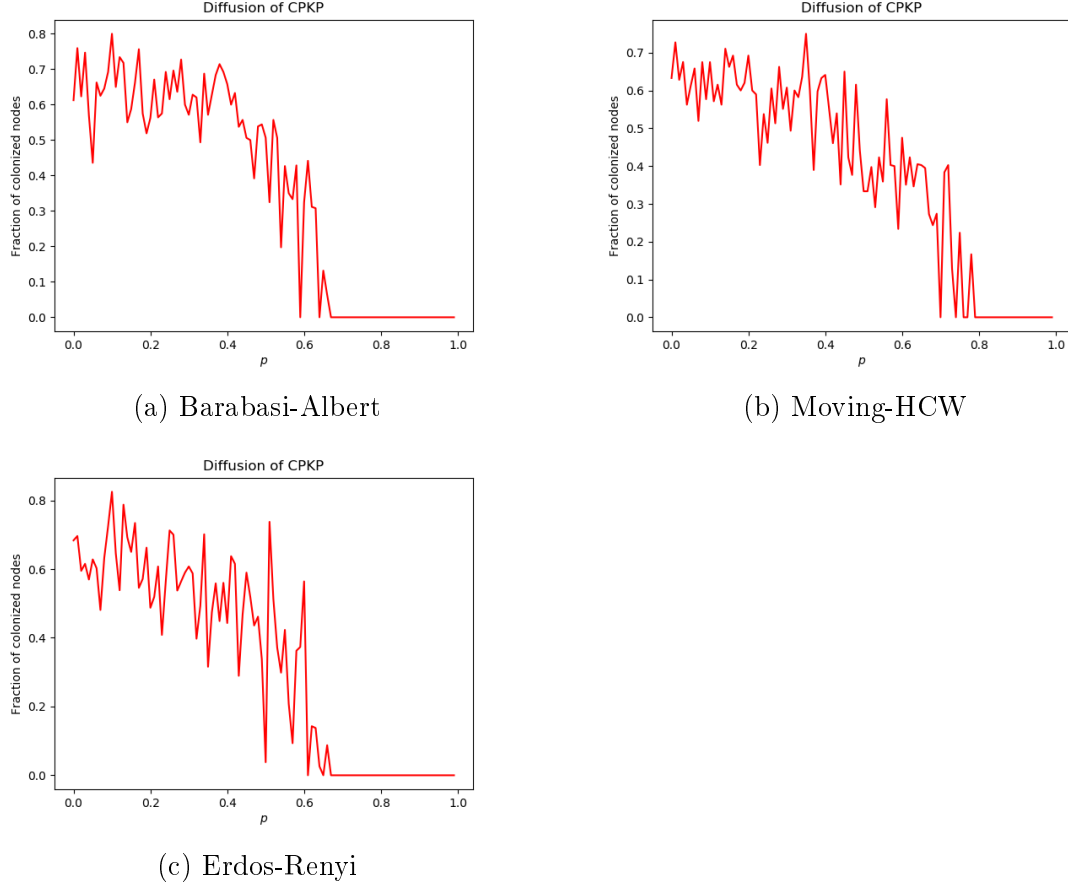 Diffusion of CPKP
Fraction of colonized nodes
0.8
0.7
0.6
0.5
0.4
0.3
0.2
0.1
0.0
0.0 0.2 0.4 0.6 0.8 1.0
p
(a) Barabasi-Albert
Diffusion of CPKP
Fraction of colonized nodes
0.7
0.6
0.5
0.4
0.3
0.2
0.1
0.0
0.0 0.2 0.4 0.6 0.8 1.0
p
(b) Moving-HCW
Diffusion of CPKP
Fraction of colonized nodes
0.8
0.6
0.4
0.2
0.0
0.0 0.2 0.4 0.6 0.8 1.0
p
(c) Erdos-Renyi